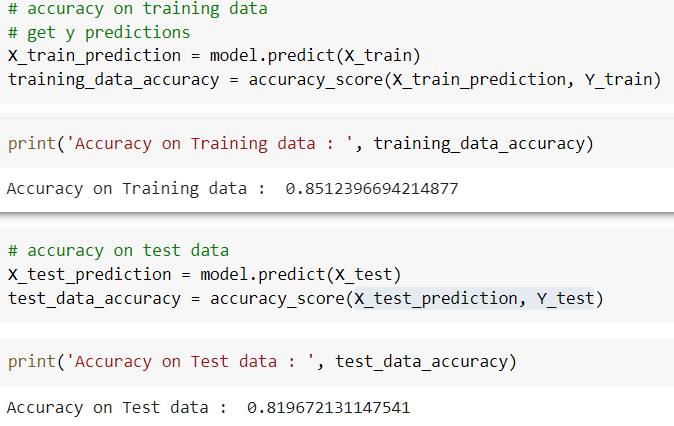 # accuracy on training data
# get y predictions
X_train_prediction = model.predict(X_train)
training_data_accuracy = accuracy_score(X_train_prediction, Y_train)
print('Accuracy on Training data : ', training_data_accuracy)
Accuracy on Training data :  0.8512396694214877
# accuracy on test data
X_test_prediction = model.predict(X_test)
test_data_accuracy = accuracy_score(X_test_prediction, Y_test)
print('Accuracy on Test data : ', test_data_accuracy)
Accuracy on Test data :  0.819672131147541